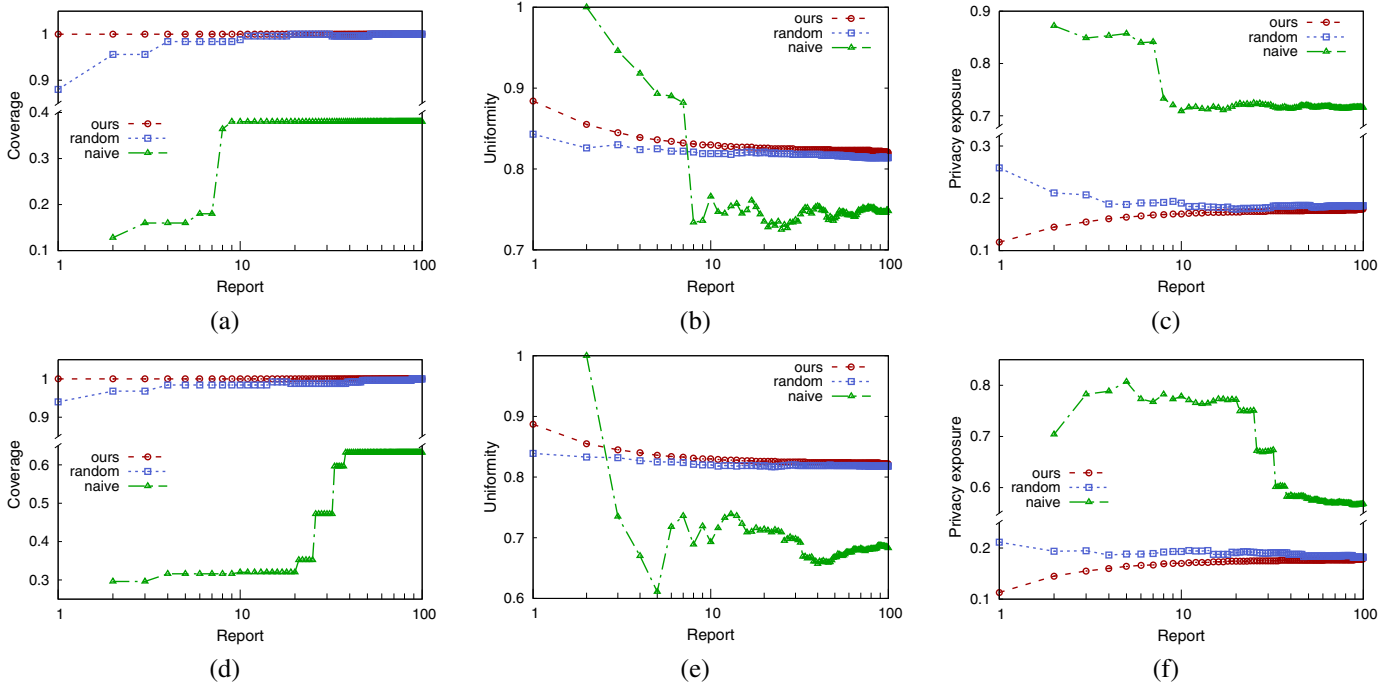 1
0.9
0.4
0.3
0.2
0.1
Coverage
ours
random
naive
1 10 100
Report
(a)
1
0.9
0.8
0.7
Uniformity
ours
random
naive
1 10 100
Report
(b)
0.9
0.8
0.7
0.3
0.2
0.1
Privacy exposure
ours
random
naive
1 10 100
Report
(c)
1
0.9
0.6
0.5
0.4
0.3
Coverage
ours
random
naive
1 10 100
Report
(d)
1
0.9
0.8
0.7
0.6
Uniformity
ours
random
naive
1 10 100
Report
(e)
0.8
0.7
0.6
0.5
0.2
0.1
Privacy exposure
ours
random
naive
1 10 100
Report
(f)